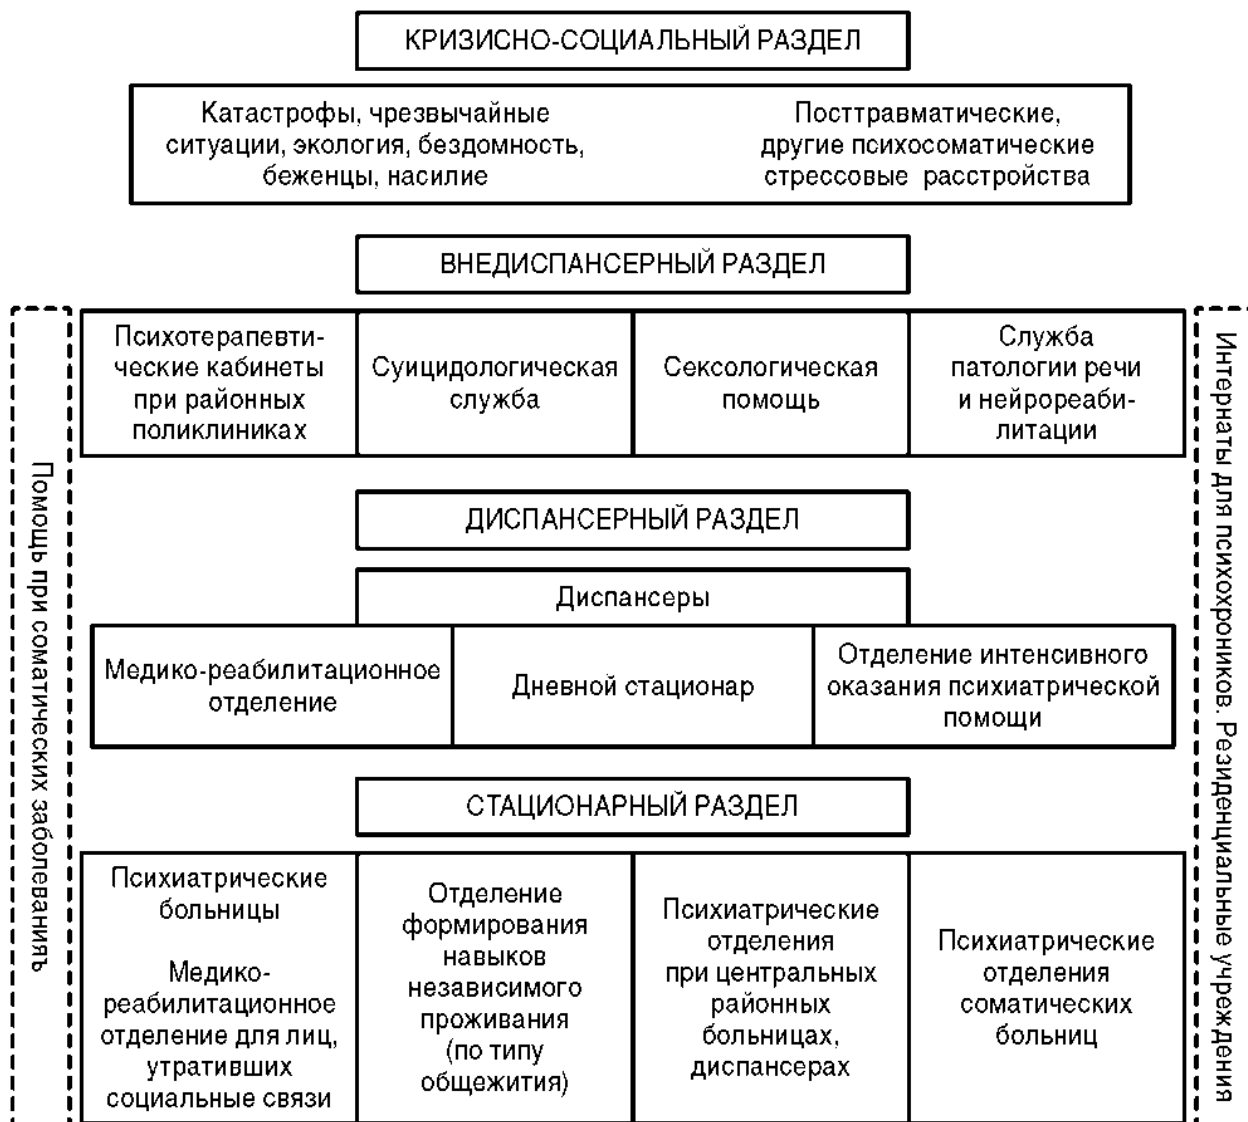 КРИЗИСНО-СОЦИАЛЬНЫЙ РАЗДЕЛ
Катастрофы, чрезвычайные
ситуации, экология, бездомность,
беженцы, насилие
Посттравматические,
другие психосоматические
стрессовые расстройства
ВНЕДИСПАНСЕРНЫЙ РАЗДЕЛ
Психотерапевти-
ческие кабинеты
при районных
поликлиниках
Суицидологическая
служба
Сексологическая
помощь
Служба
патологии речи
и нейрореаби-
литации
ДИСПАНСЕРНЫЙ РАЗДЕЛ
Диспансеры
Медико-реабилитационное
отделение
Дневной стационар
Отделение интенсивного
оказания психиатрической
помощи
СТАЦИОНАРНЫЙ РАЗДЕЛ
Психиатрические
больницы
Медико-
реабилитационное
отделение для лиц,
утративших
социальные связи
Отделение
формирования
навыков
независимого
проживания
(по типу
общежития)
Психиатрические
отделения
при центральных
районных
больницах,
диспансерах
Психиатрические
отделения
соматических
больниц
Помощь при соматических заболеванияъ
Интернаты для психохроников. Резиденциальные учреждения